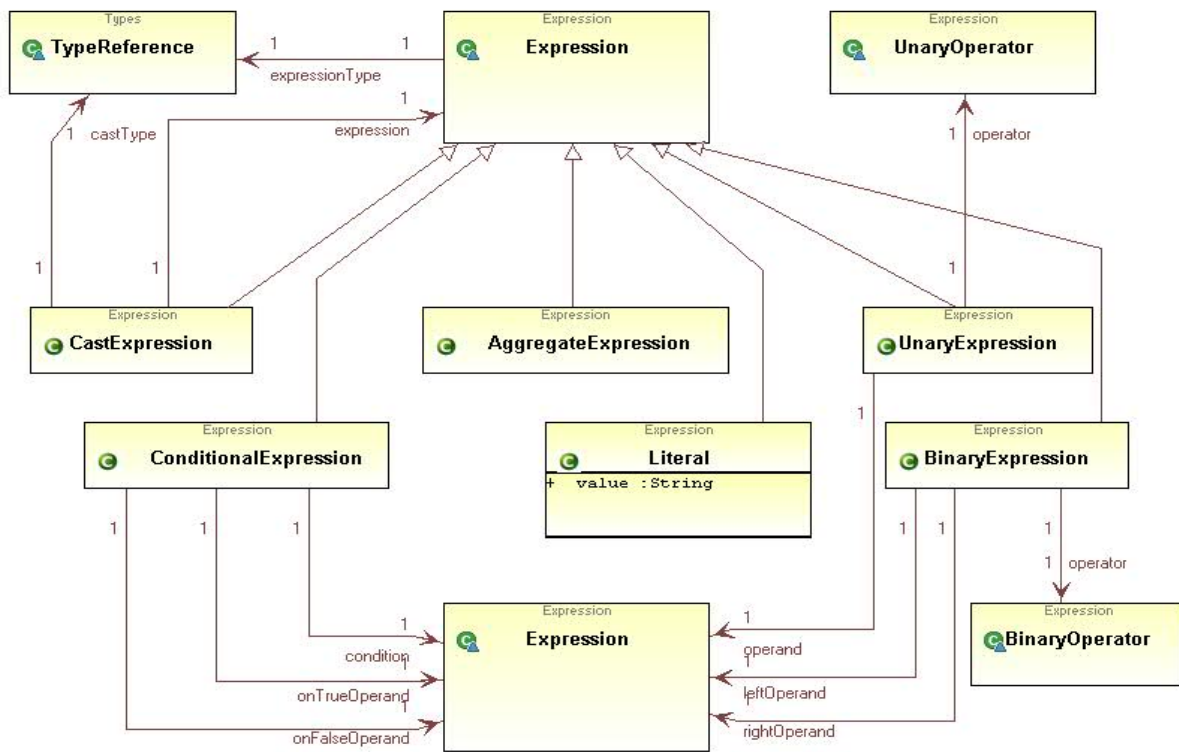 Types
TypeReference
Expression
Expression
Expression
UnaryOperator
1
1
expressionType
1
expression
1
castType
1
operator
1
1
1
Expression
CastExpression
Expression
AggregateExpression
Expression
UnaryExpression
1
Expression
ConditionalExpression
Expression
Literal
+ value :String
Expression
BinaryExpression
1
1
1
1
1
1
1
operator
Expression
Expression
Expression
BinaryOperator
1
condition
1
onTrueOperand
1
onFalseOperand
1
operand
1
leftOperand
1
rightOperand